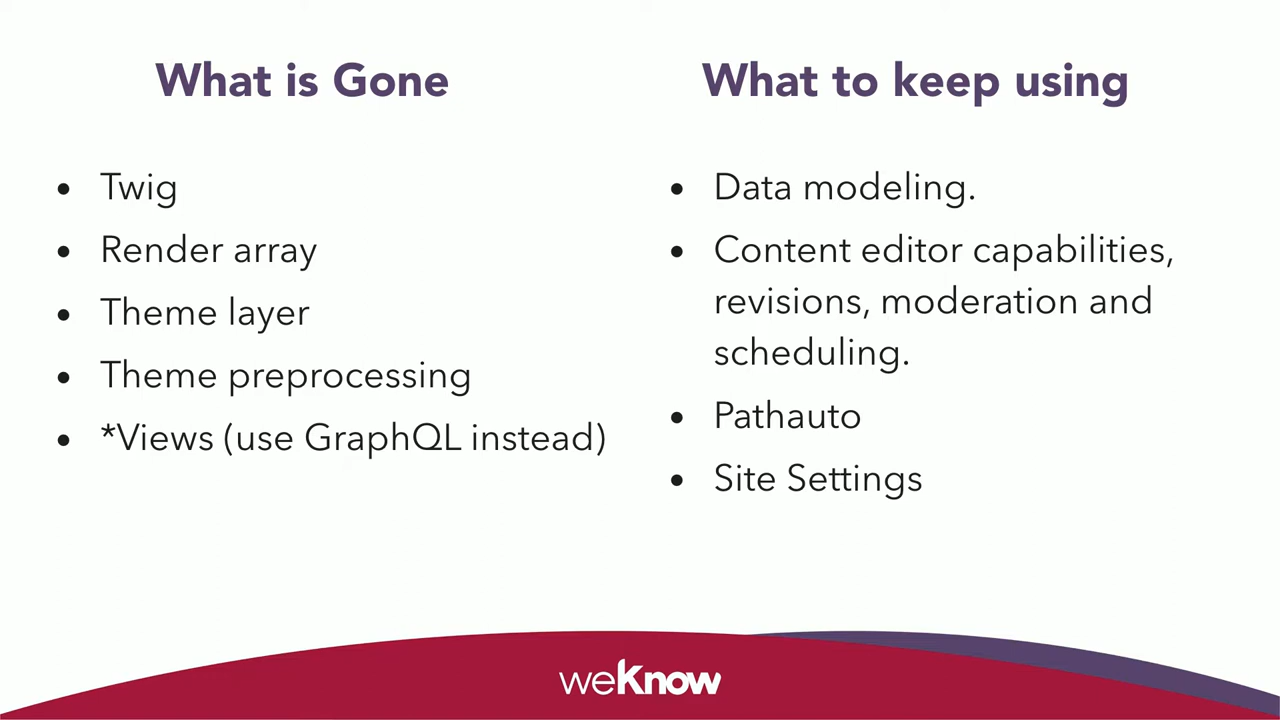 What is Gone
• Twig
• Render array
• Theme layer
• Theme preprocessing
• *Views (use GraphQL instead)
What to keep using
• Data modeling.
• Content editor capabilities,
revisions, moderation and
scheduling.
• Pathauto
• Site Settings
weKnow